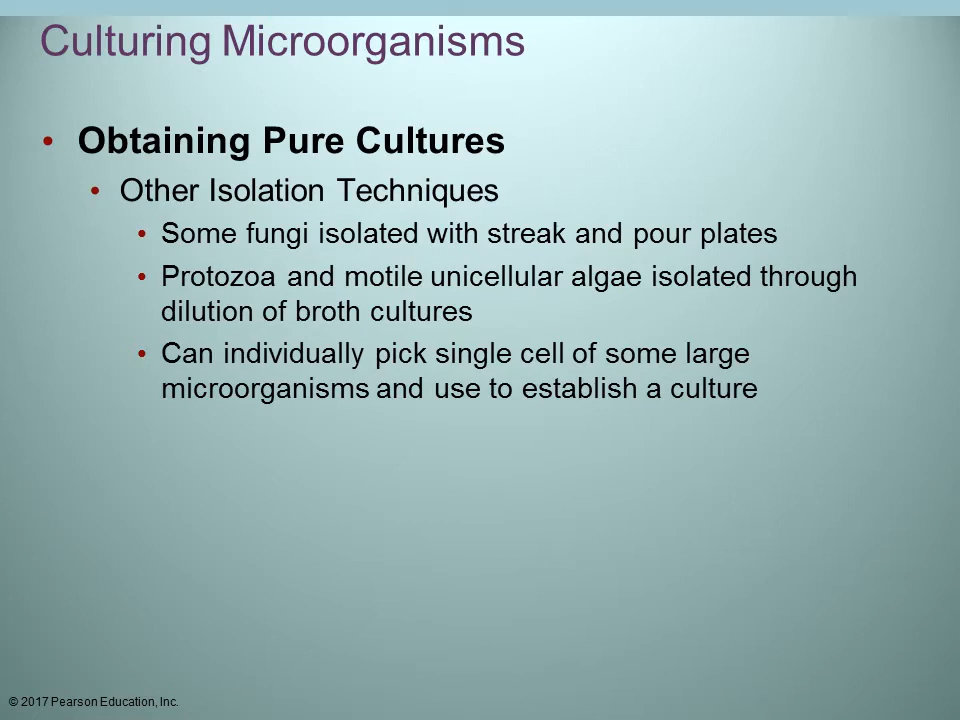 Culturing Microorganisms
• Obtaining Pure Cultures
• Other Isolation Techniques
• Some fungi isolated with streak and pour plates
• Protozoa and motile unicellular algae isolated through
dilution of broth cultures
• Can individually pick single cell of some large
microorganisms and use to establish a culture
© 2017 Pearson Education, Inc.